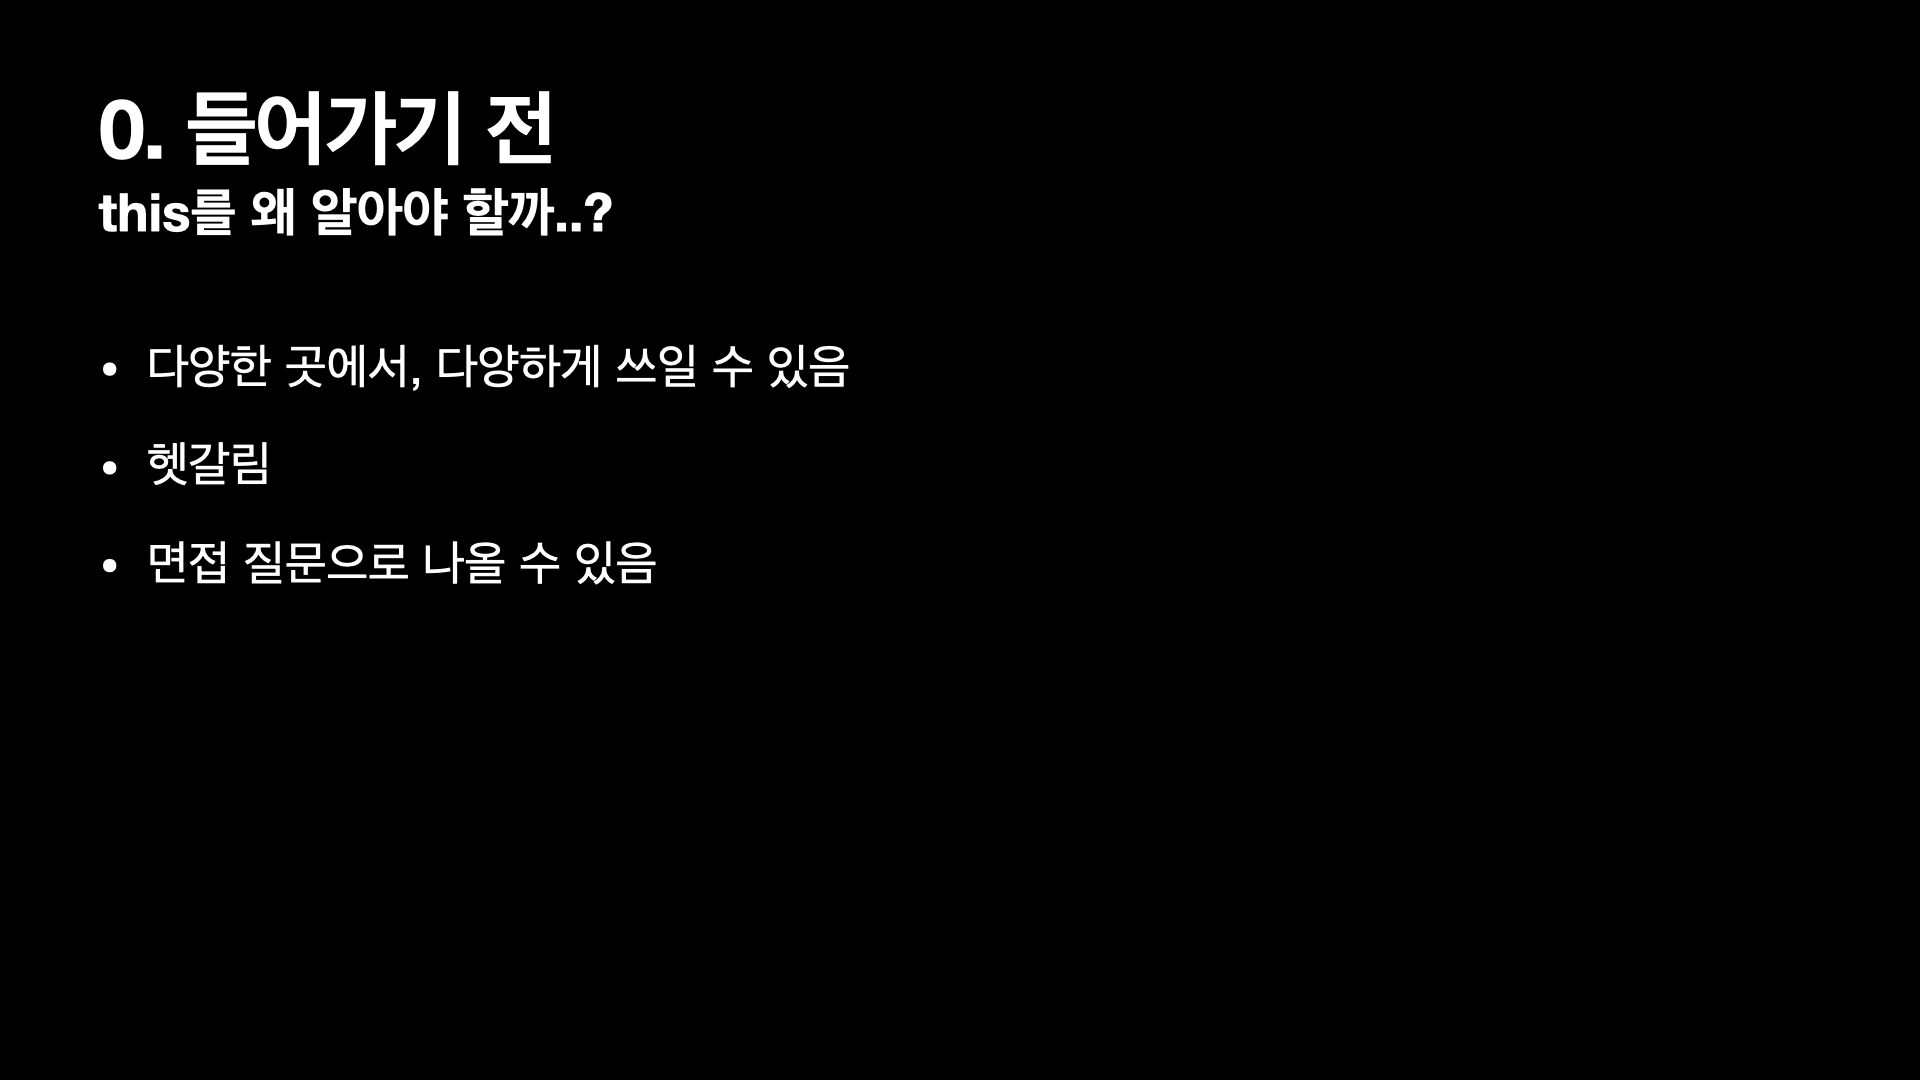 0. 들어가기 전
this를 왜 알아야 할까..?
• 다양한 곳에서, 다양하게 쓰일 수 있음
• 헷갈림
• 면접 질문으로 나올 수 있음